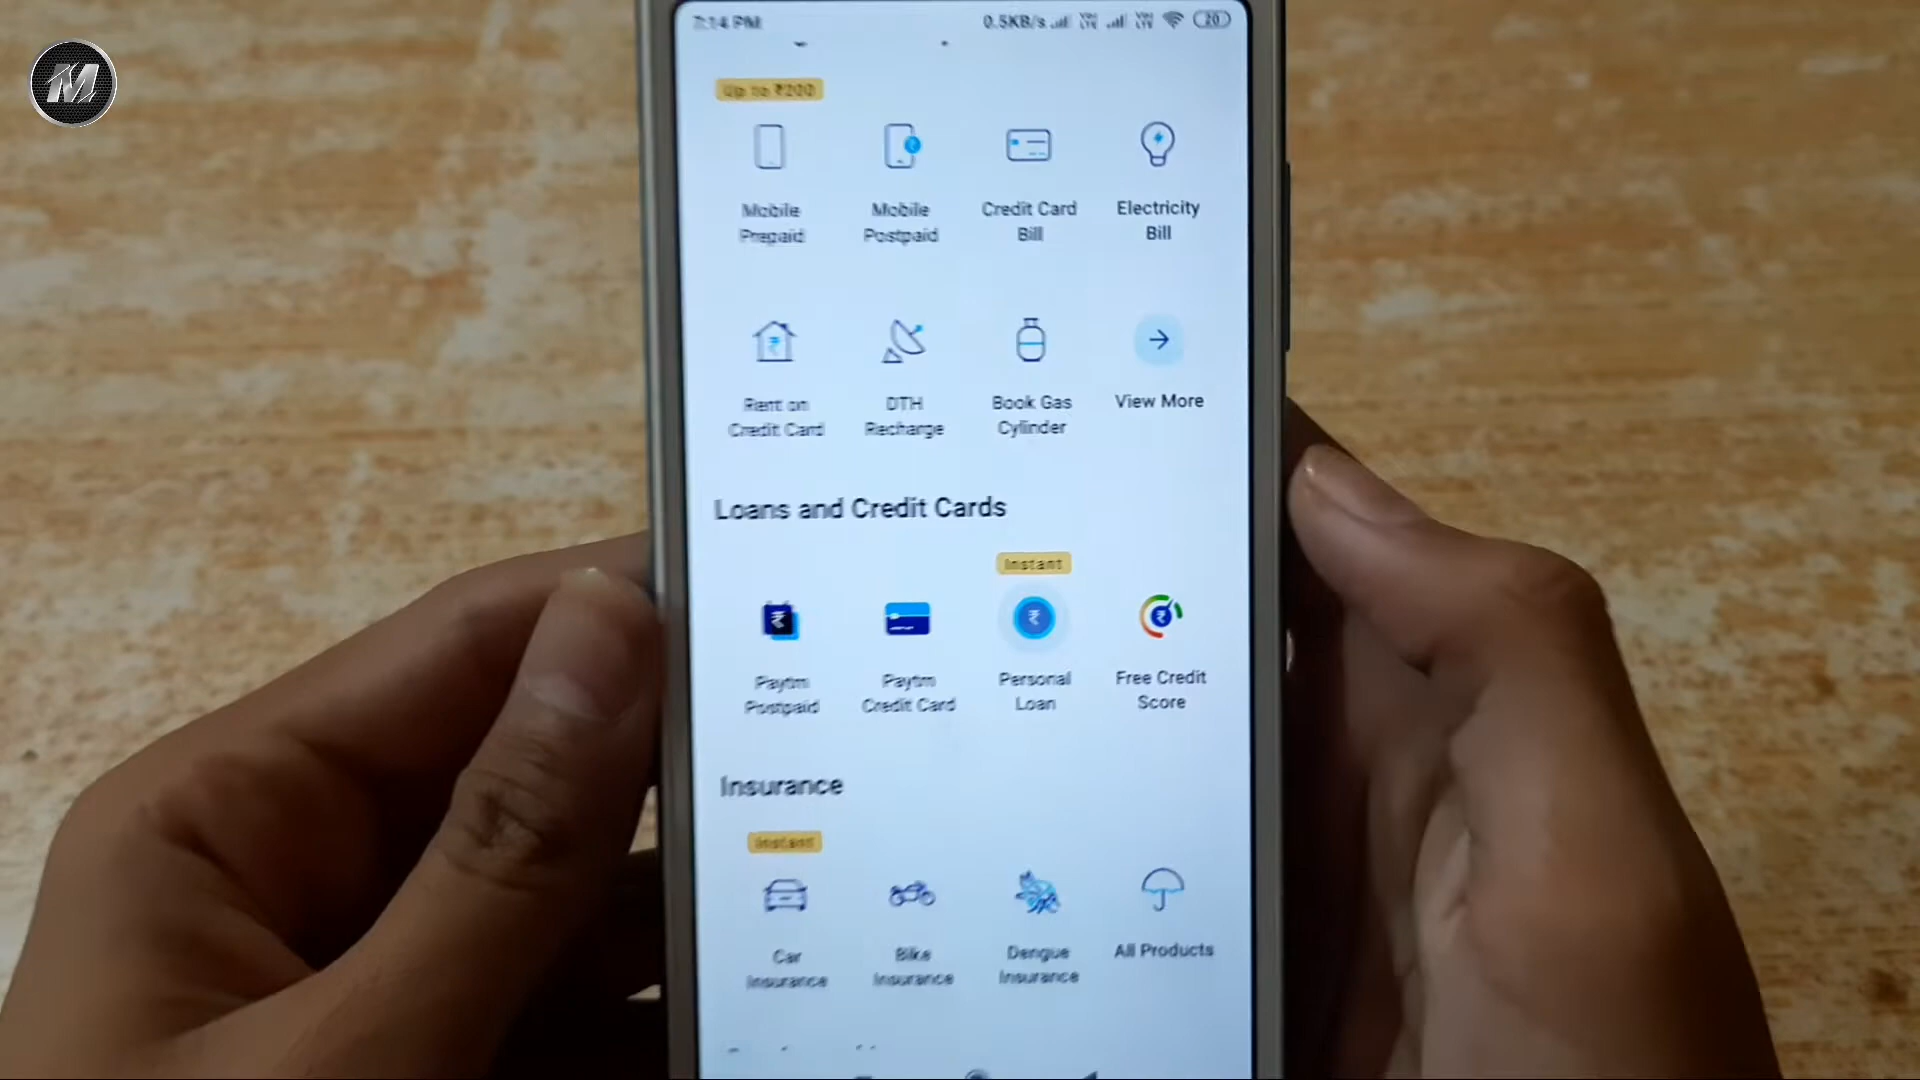 7:14 PM
0.5KB/s
20
M
Up to ₹200
Mobile Prepaid
Mobile Postpaid
Credit Card Bill
Electricity Bill
Rent on Credit Card
DTH Recharge
Book Gas Cylinder
View More
Loans and Credit Cards
Instant
Paytm Postpaid
Paytm Credit Card
Personal Loan
Free Credit Score
Insurance
Instant
Car Insurance
Bike Insurance
Dengue Insurance
All Products